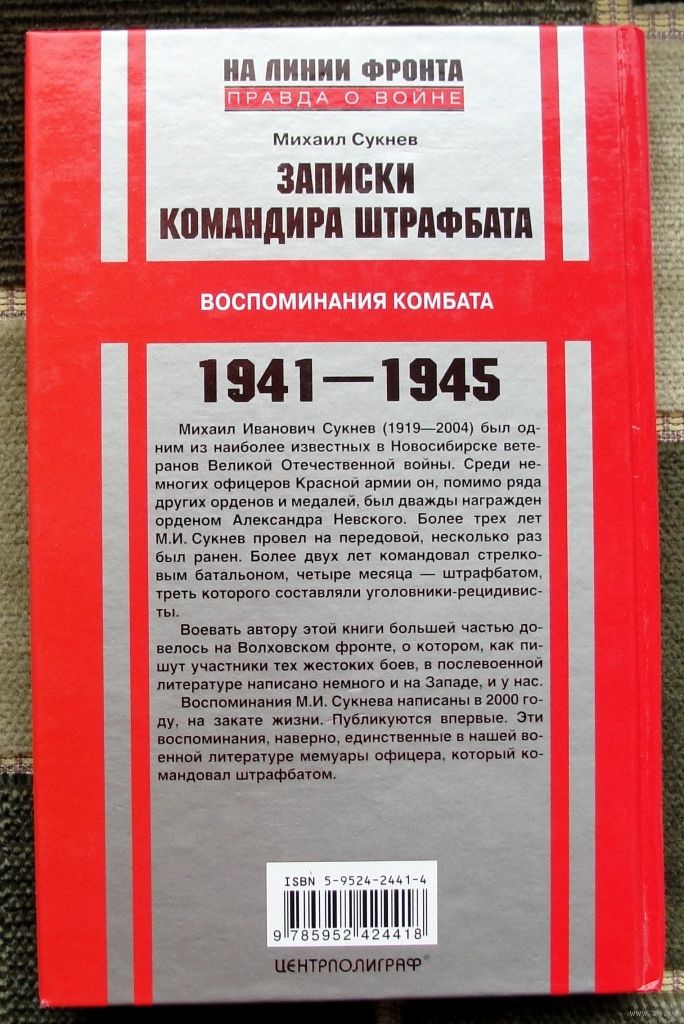 НА ЛИНИИ ФРОНТА
ПРАВДА О ВОЙНЕ
Михаил Сукнев
ЗАПИСКИ
КОМАНДИРА ШТРАФБАТА
ВОСПОМИНАНИЯ КОМБАТА
1941—1945
Михаил Иванович Сукнев (1919—2004) был од-
ним из наиболее известных в Новосибирске вете-
ранов Великой Отечественной войны. Среди не-
многих офицеров Красной армии он, помимо ряда
других орденов и медалей, был дважды награжден
орденом Александра Невского. Более трех лет
М.И. Сукнев провел на передовой, несколько раз
был ранен. Более двух лет командовал стрелко-
вым батальоном, четыре месяца — штрафбатом,
треть которого составляли уголовники-рецидивис-
ты.
Воевать автору этой книги большей частью до-
велось на Волховском фронте, о котором, как пи-
шут участники тех жестоких боев, в послевоенной
литературе написано немного и на Западе, и у нас.
Воспоминания М.И. Сукнева написаны в 2000 го-
ду, на закате жизни. Публикуются впервые. Эти
воспоминания, наверно, единственные в нашей во-
енной литературе мемуары офицера, который ко-
мандовал штрафбатом.
ISBN 5-9524-2441-4
9 785952 424418
ЦЕНТРПОЛИГРАФ®